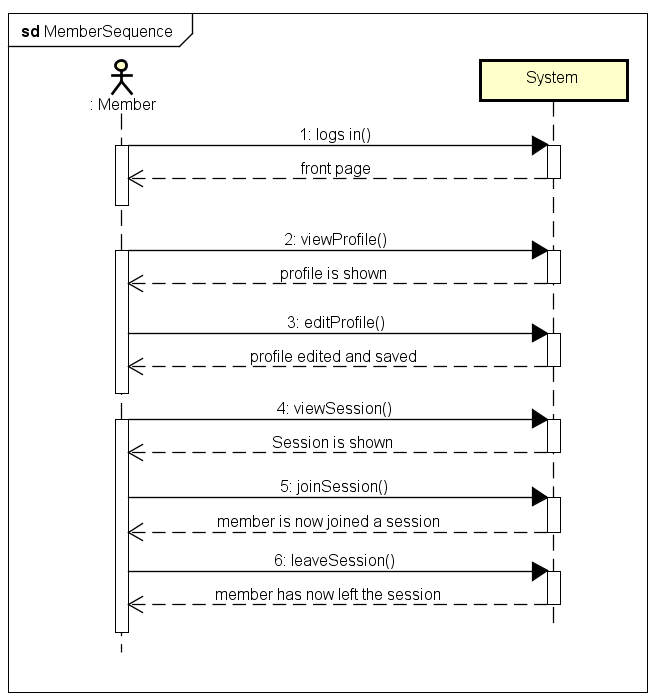 sd MemberSequence
: Member
System
1: logs in()
front page
2: viewProfile()
profile is shown
3: editProfile()
profile edited and saved
4: viewSession()
Session is shown
5: joinSession()
member is now joined a session
6: leaveSession()
member has now left the session